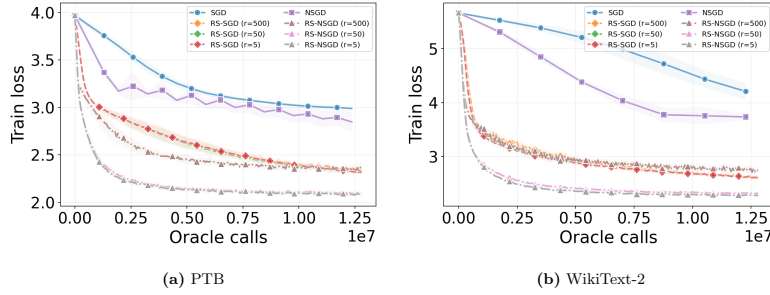 4.0
3.5
3.0
2.5
2.0
Train loss
SGD
RS-SGD (r=500)
RS-SGD (r=50)
RS-SGD (r=5)
NSGD
RS-NSGD (r=500)
RS-NSGD (r=50)
RS-NSGD (r=5)
0.00 0.25 0.50 0.75 1.00 1.25
1e7
Oracle calls
(a) PTB
5
4
3
Train loss
SGD
RS-SGD (r=500)
RS-SGD (r=50)
RS-SGD (r=5)
NSGD
RS-NSGD (r=500)
RS-NSGD (r=50)
RS-NSGD (r=5)
0.00 0.25 0.50 0.75 1.00 1.25
1e7
Oracle calls
(b) WikiText-2